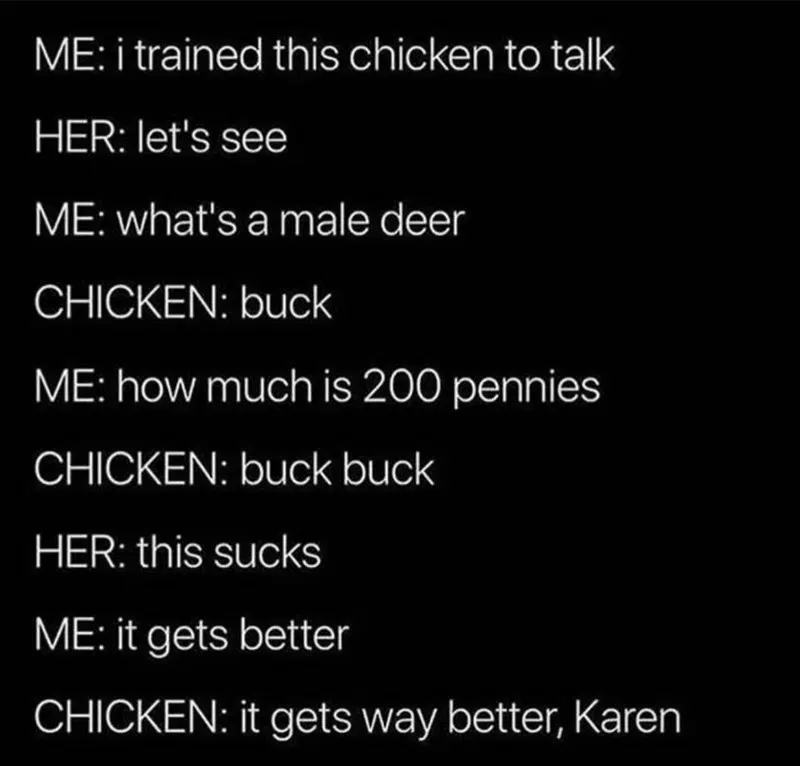 ME: i trained this chicken to talk
HER: let's see
ME: what's a male deer
CHICKEN: buck
ME: how much is 200 pennies
CHICKEN: buck buck
HER: this sucks
ME: it gets better
CHICKEN: it gets way better, Karen